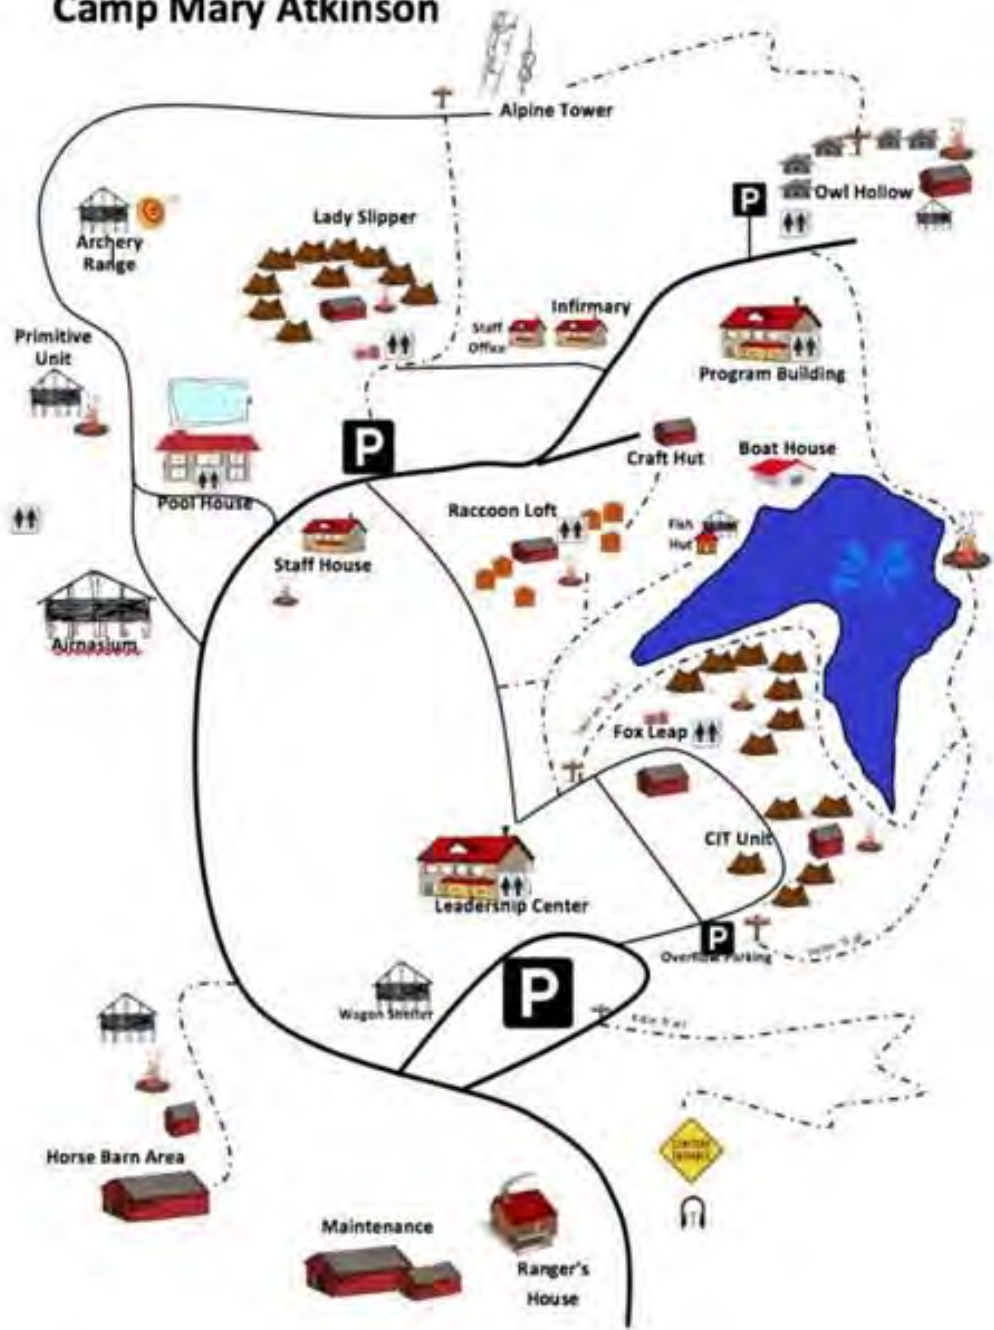 Camp Mary Atkinson
Alpine Tower
P
Owl Hollow
Archery
Range
Lady Slipper
Infirmary
Staff
Office
Program Building
Primitive
Unit
P
Craft Hut
Boat House
Pool House
Raccoon Loft
Fish
Hut
Staff House
Airnasium
Fox Leap
CIT Unit
Leadership Center
P
Overflow Parking
P
Wagon Shelter
Trail
Horse Barn Area
Maintenance
Ranger's
House